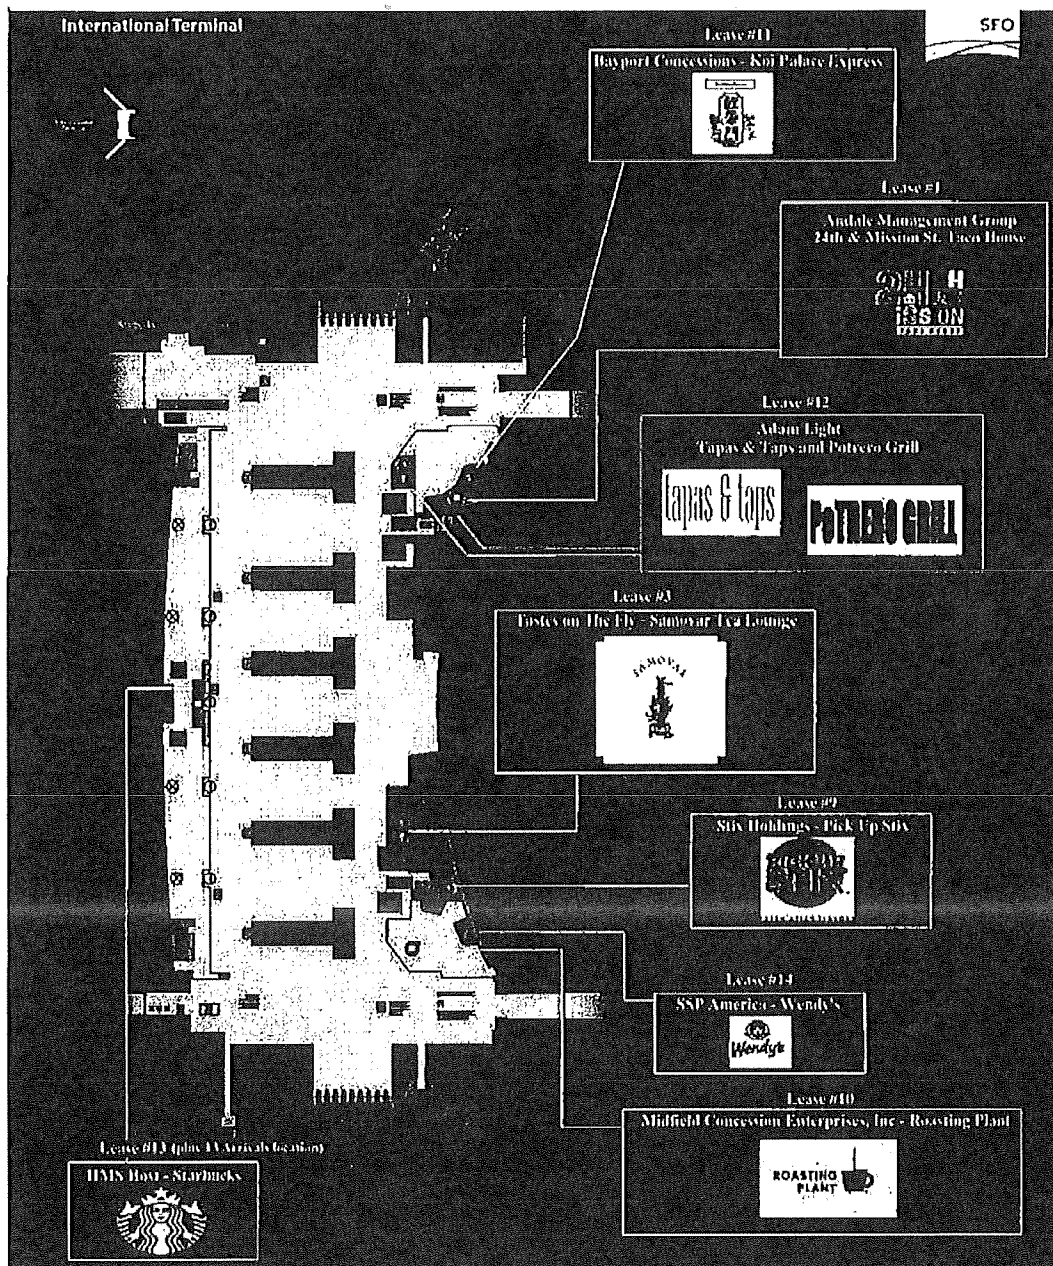 International Terminal
SFO
Lease #11
Bayport Concessions - Koi Palace Express
Lease #1
Andale Management Group
24th & Mission St. Taco House
Lease #12
Adam Light
Tapas & Taps and Potrero Grill
tapas & taps
POTRERO GRILL
Lease #3
Tastes on The Fly - Samovar Tea Lounge
SAMOVAR
Lease #9
Stix Holdings - Pick Up Stix
Lease #14
SSP America - Wendy's
Wendy's
Lease #10
Midfield Concession Enterprises, Inc - Roasting Plant
ROASTING
PLANT
Lease #13 (plus Arrivals location)
HMS Host - Starbucks